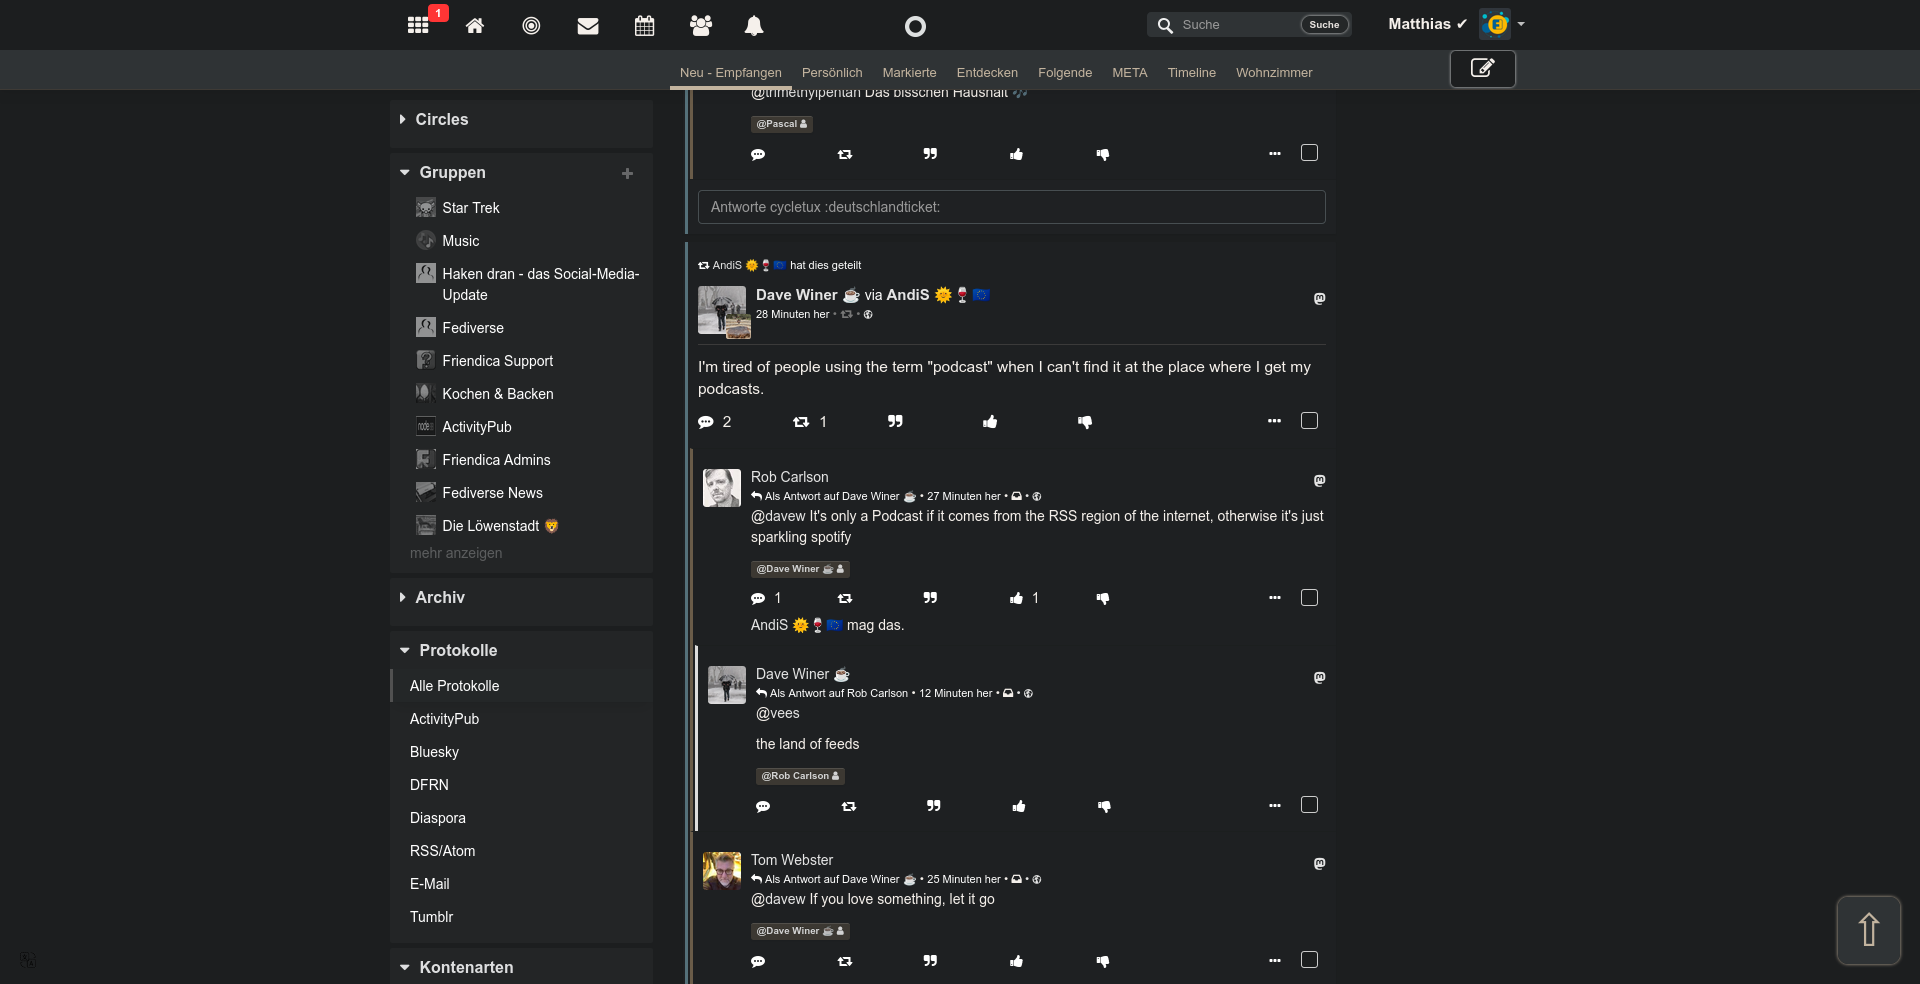 1
Suche
Suche
Matthias ✔
Neu - Empfangen
Persönlich
Markierte
Entdecken
Folgende
META
Timeline
Wohnzimmer
Circles
Gruppen
Star Trek
Music
Haken dran - das Social-Media-
Update
Fediverse
Friendica Support
Kochen & Backen
ActivityPub
Friendica Admins
Fediverse News
Die Löwenstadt 🦁
mehr anzeigen
Archiv
Protokolle
Alle Protokolle
ActivityPub
Bluesky
DFRN
Diaspora
RSS/Atom
E-Mail
Tumblr
Kontenarten
@trimethylpentan Das bisschen Haushalt 🎶
@Pascal
Antworte cycletux :deutschlandticket:
AndiS 🌞🍷🇪🇺 hat dies geteilt
Dave Winer ☕ via AndiS 🌞🍷🇪🇺
28 Minuten her • •
I'm tired of people using the term "podcast" when I can't find it at the place where I get my
podcasts.
2 1
Rob Carlson
Als Antwort auf Dave Winer ☕ • 27 Minuten her • •
@davew It's only a Podcast if it comes from the RSS region of the internet, otherwise it's just
sparkling spotify
@Dave Winer ☕
1 1
AndiS 🌞🍷🇪🇺 mag das.
Dave Winer ☕
Als Antwort auf Rob Carlson • 12 Minuten her • •
@vees
the land of feeds
@Rob Carlson
Tom Webster
Als Antwort auf Dave Winer ☕ • 25 Minuten her • •
@davew If you love something, let it go
@Dave Winer ☕